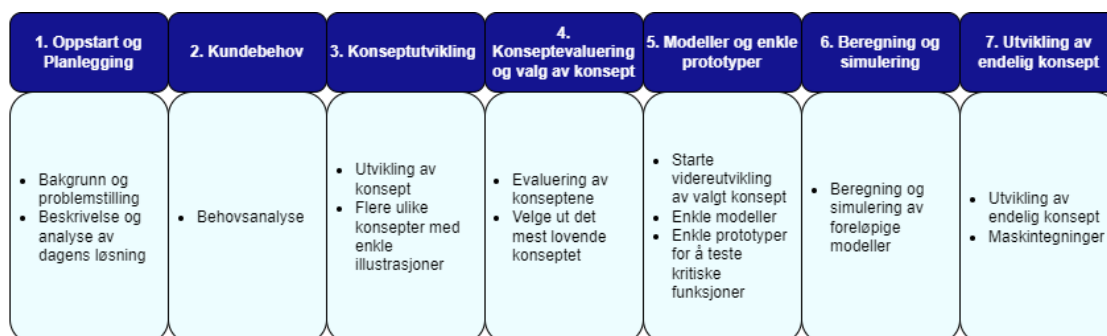 1. Oppstart og
Planlegging
2. Kundebehov
3. Konseptutvikling
4.
Konseptevaluering
og valg av konsept
5. Modeller og enkle
prototyper
6. Beregning og
simulering
7. Utvikling av
endelig konsept
• Bakgrunn og
problemstilling
• Beskrivelse og
analyse av
dagens løsning
• Behovsanalyse
• Utvikling av
konsept
• Flere ulike
konsepter med
enkle
illustrasjoner
• Evaluering av
konseptene
• Velge ut det
mest lovende
konseptet
• Starte
videreutvikling
av valgt konsept
• Enkle modeller
• Enkle prototyper
for å teste
kritiske
funksjoner
• Beregning og
simulering av
foreløpige
modeller
• Utvikling av
endelig konsept
• Maskintegninger